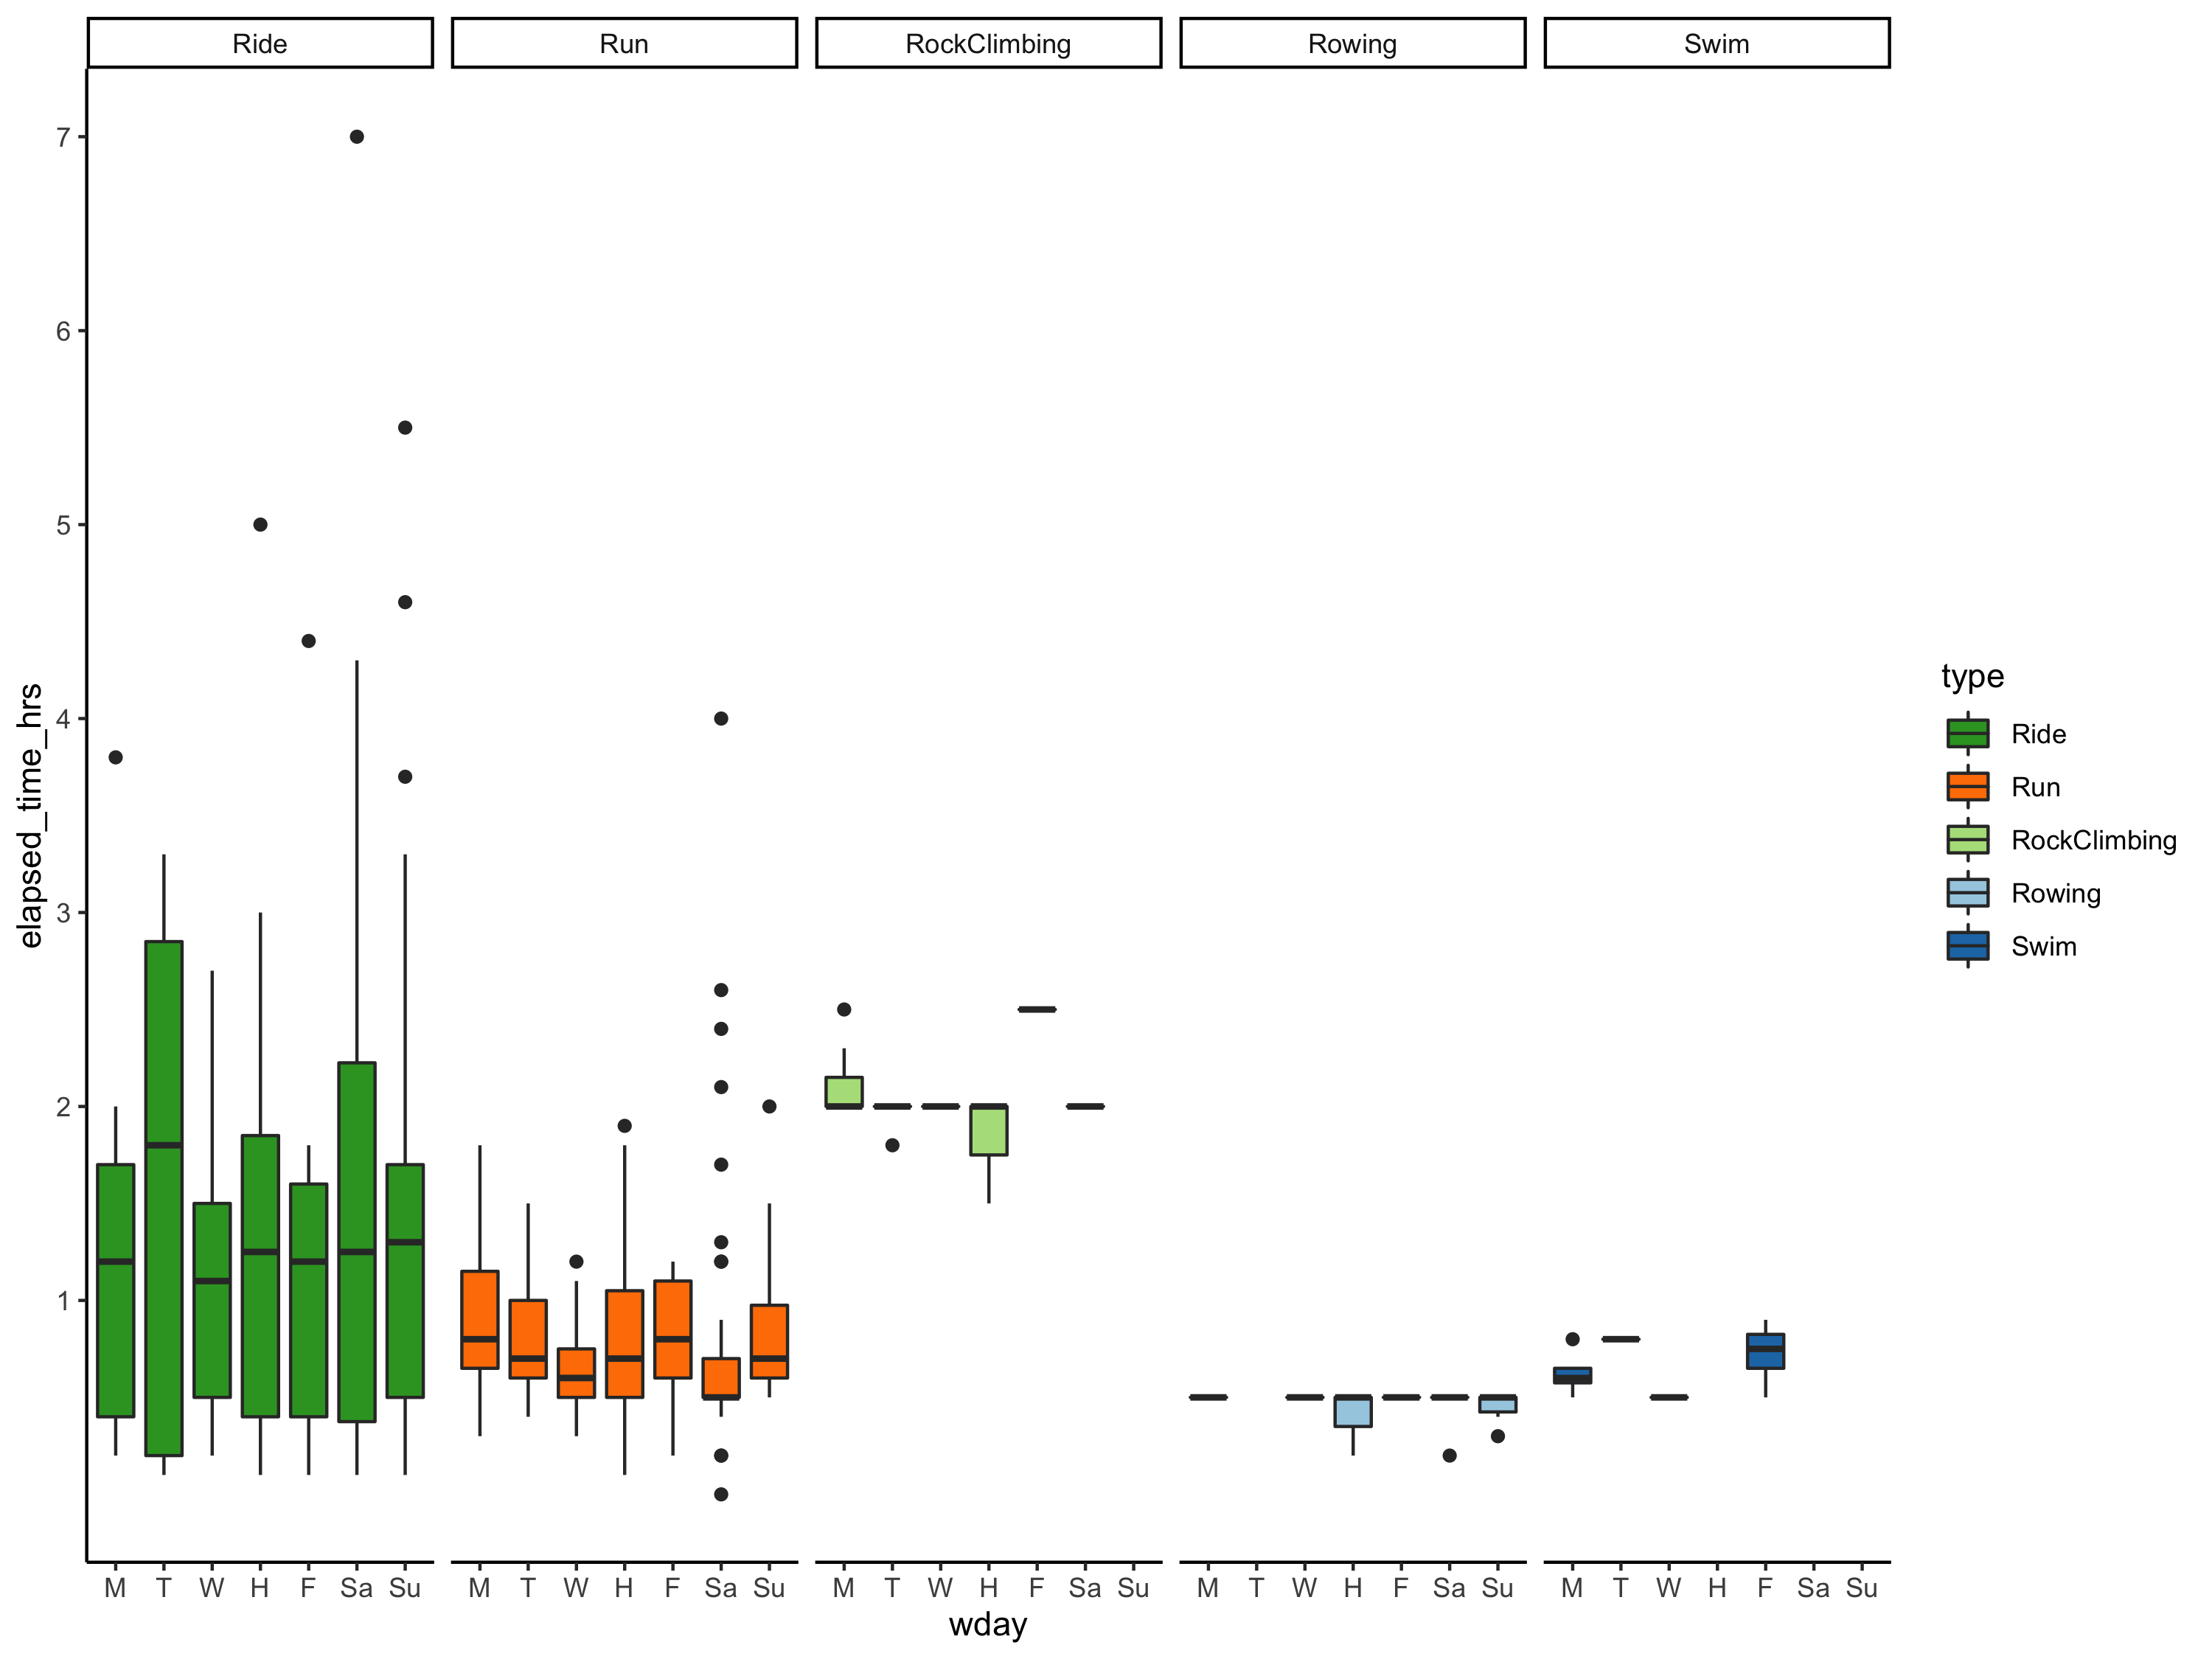 Ride Run RockClimbing Rowing Swim
7
6
5
4
3
2
1
elapsed_time_hrs
M T W H F Sa Su M T W H F Sa Su M T W H F Sa Su M T W H F Sa Su M T W H F Sa Su
wday
type
Ride
Run
RockClimbing
Rowing
Swim